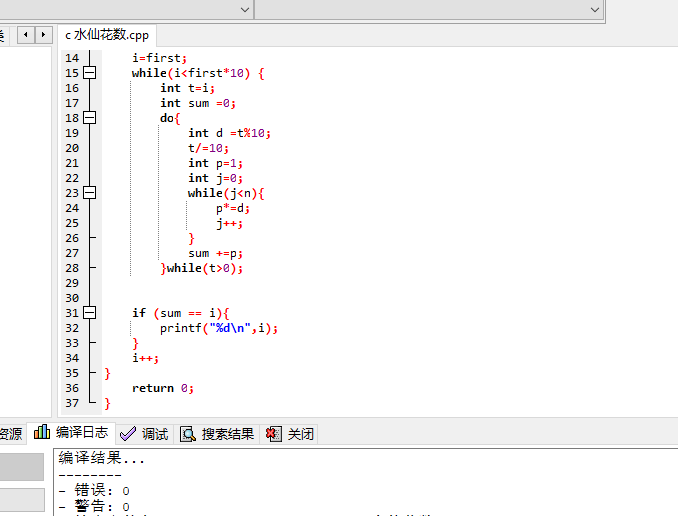 c 水仙花数.cpp
14 i=first;
15 while(i<first*10) {
16 int t=i;
17 int sum =0;
18 do{
19 int d =t%10;
20 t/=10;
21 int p=1;
22 int j=0;
23 while(j<n){
24 p*=d;
25 j++;
26 }
27 sum +=p;
28 }while(t>0);
29
30
31 if (sum == i){
32 printf("%d\n",i);
33 }
34 i++;
35 }
36 return 0;
37 }
资源 编译日志 调试 搜索结果 关闭
编译结果...
--------
- 错误: 0
- 警告: 0